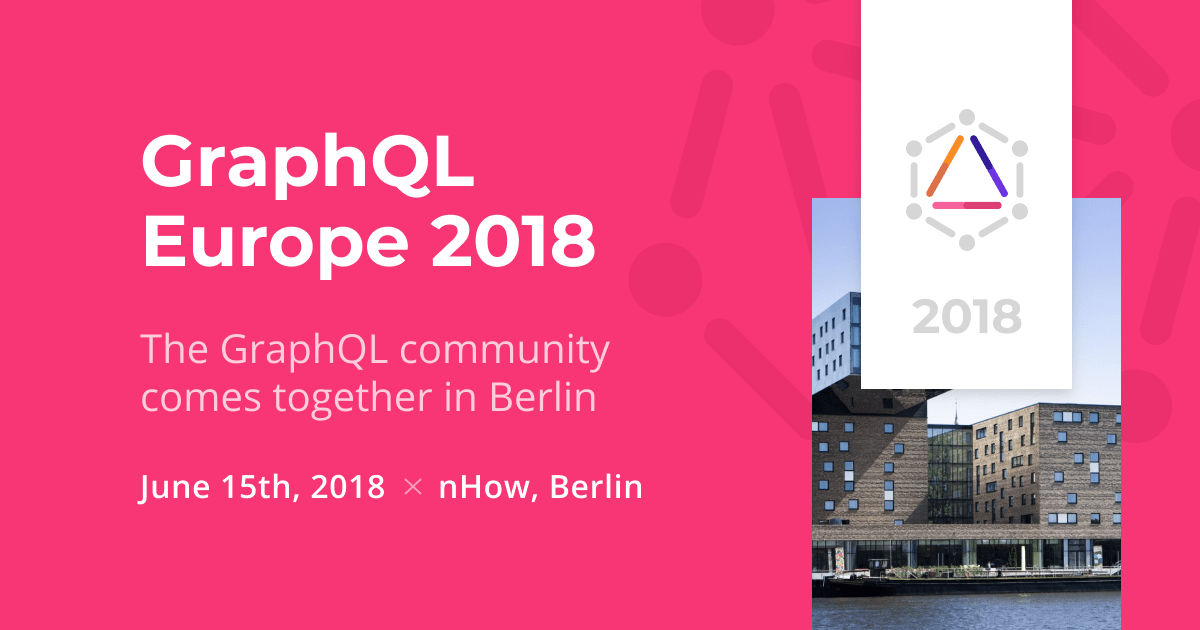 GraphQL
Europe 2018
The GraphQL community
comes together in Berlin
June 15th, 2018 × nHow, Berlin
2018